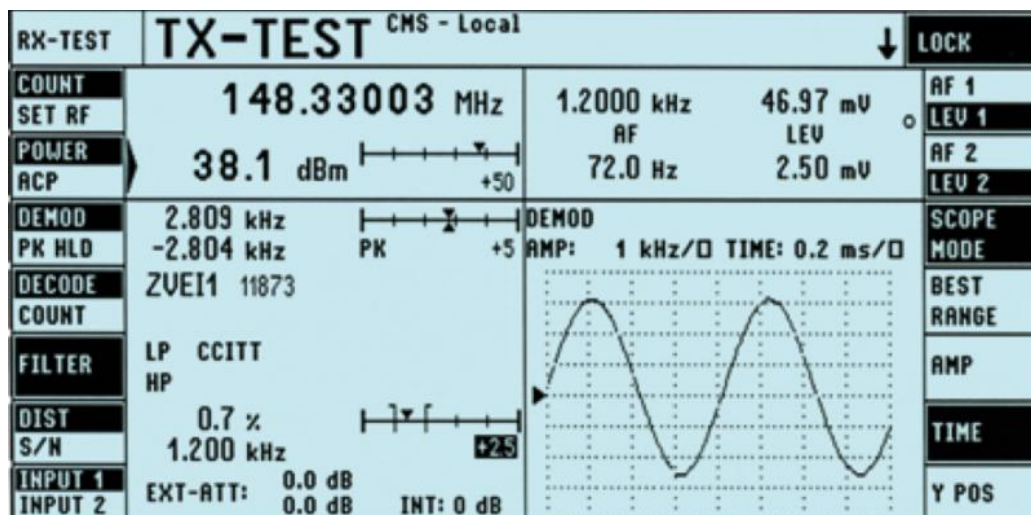 RX-TEST
TX-TEST CMS - Local
LOCK
COUNT
SET RF
148.33003 MHz
1.2000 kHz 46.97 mV
AF LEV
72.0 Hz 2.50 mV
AF 1
LEV 1
AF 2
LEV 2
POWER
ACP
38.1 dBm
+50
DEMOD
PK HLD
2.809 kHz
-2.804 kHz PK +5
DEMOD
AMP: 1 kHz/□ TIME: 0.2 ms/□
SCOPE
MODE
DECODE
COUNT
ZVEI1 11873
BEST
RANGE
FILTER
LP CCITT
HP
AMP
DIST
S/N
0.7 %
1.200 kHz
+2.5
TIME
INPUT 1
INPUT 2
EXT-ATT: 0.0 dB
0.0 dB INT: 0 dB
Y POS